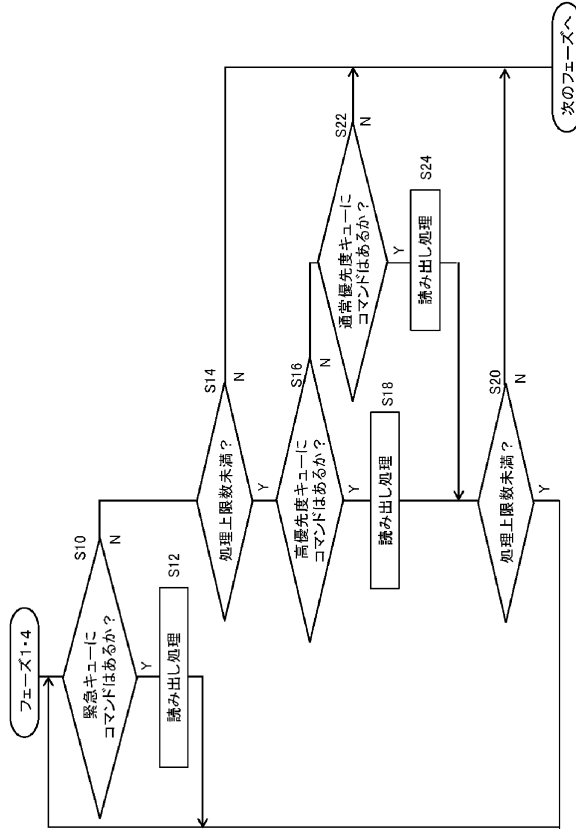 フェーズ1・4
緊急キューに
コマンドはあるか？
S10
N
Y
S12
読み出し処理
処理上限数未満？
S14
N
Y
高優先度キューに
コマンドはあるか？
S16
N
Y
S18
読み出し処理
通常優先度キューに
コマンドはあるか？
S22
N
Y
S24
読み出し処理
処理上限数未満？
S20
N
Y
次のフェーズへ